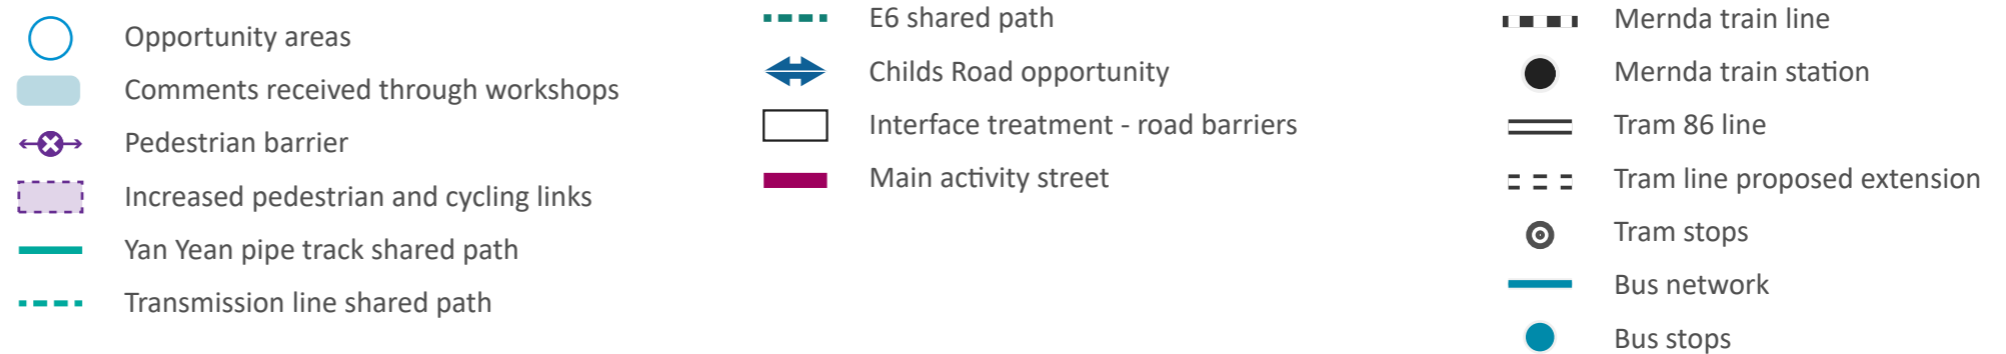 Opportunity areas
Comments received through workshops
Pedestrian barrier
Increased pedestrian and cycling links
Yan Yean pipe track shared path
Transmission line shared path
E6 shared path
Childs Road opportunity
Interface treatment - road barriers
Main activity street
Mernda train line
Mernda train station
Tram 86 line
Tram line proposed extension
Tram stops
Bus network
Bus stops